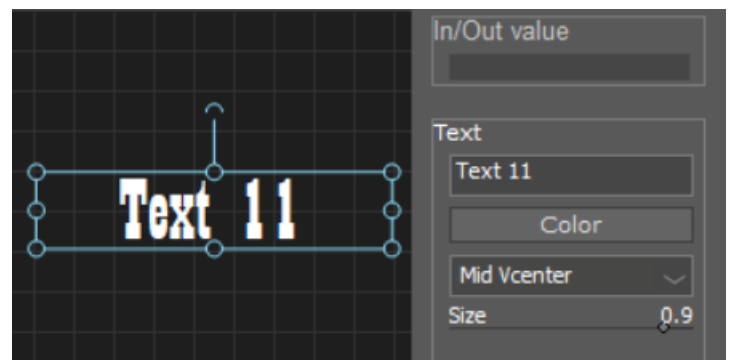 In/Out value
Text
Text 11
Text 11
Color
Mid Vcenter
Size 0.9